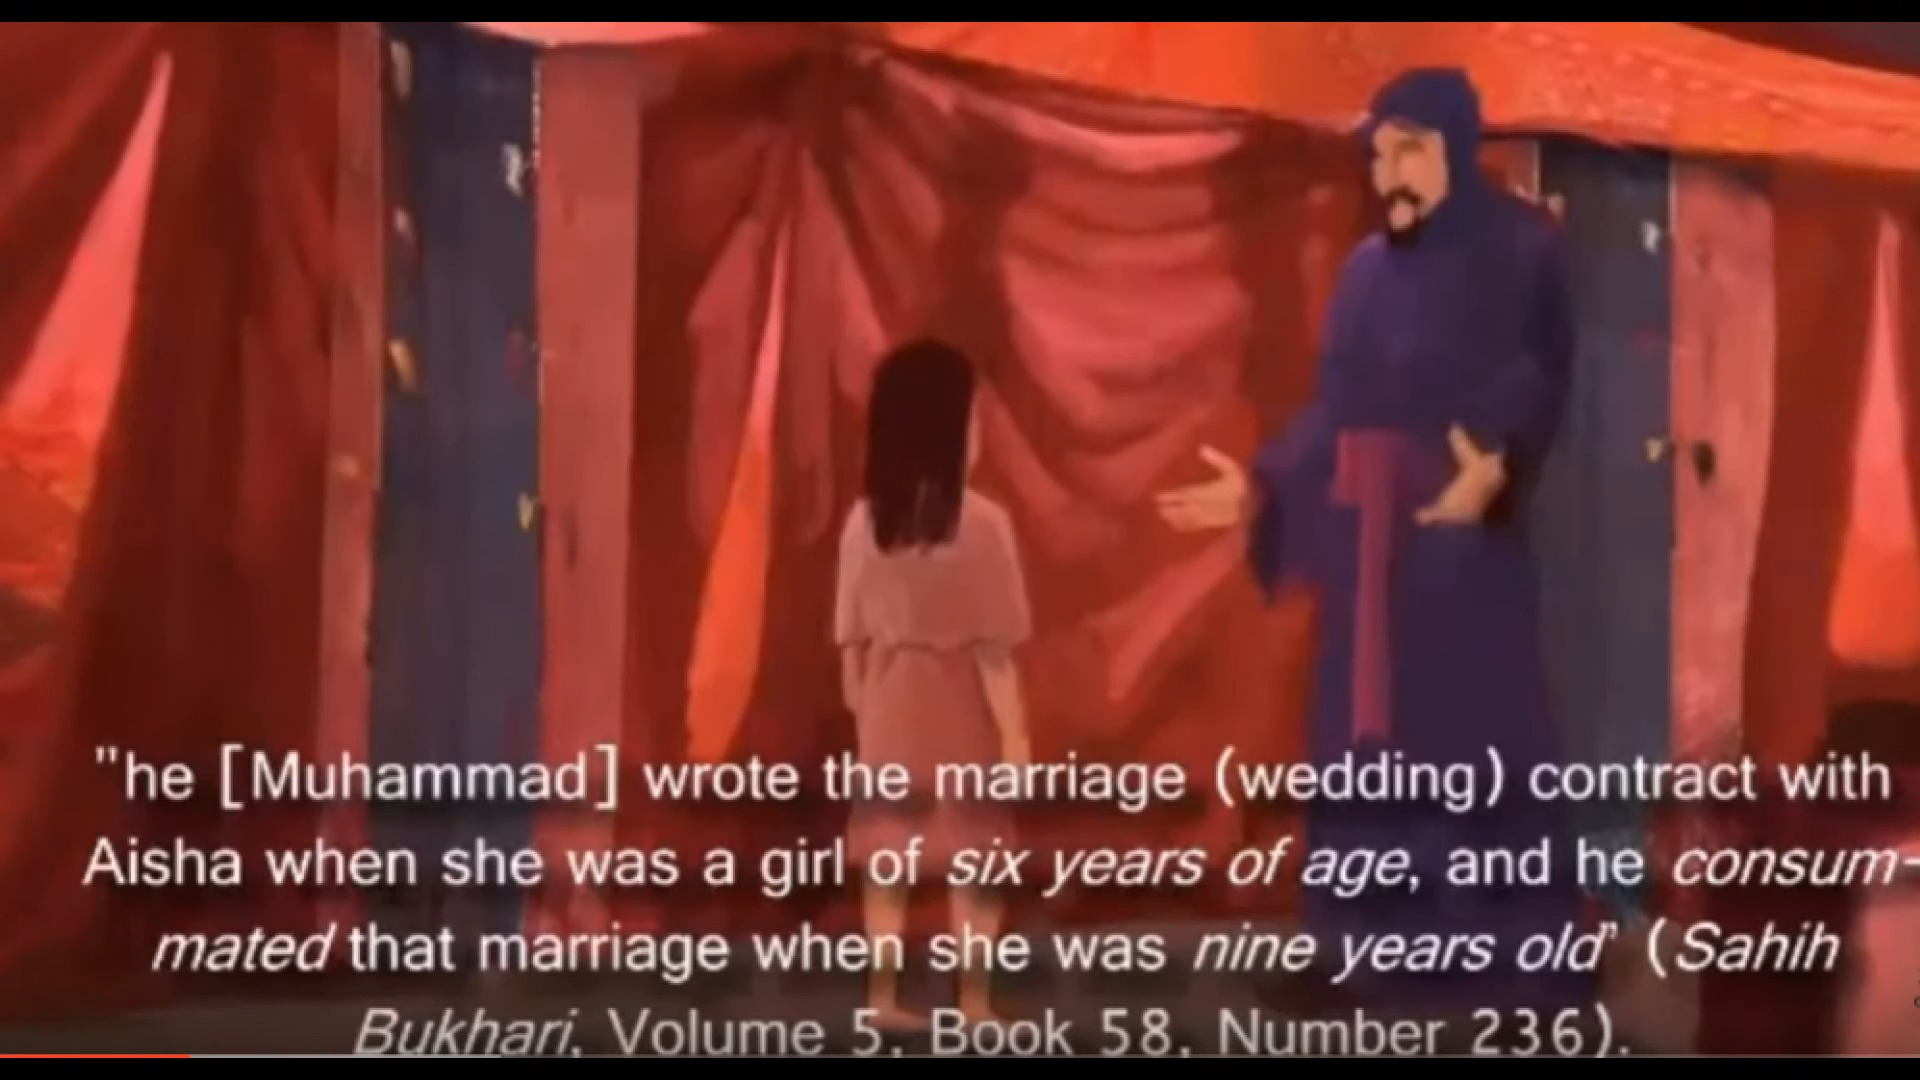 "he [Muhammad] wrote the marriage (wedding) contract with
Aisha when she was a girl of six years of age, and he consum-
mated that marriage when she was nine years old" (Sahih
Bukhari, Volume 5, Book 58, Number 236).